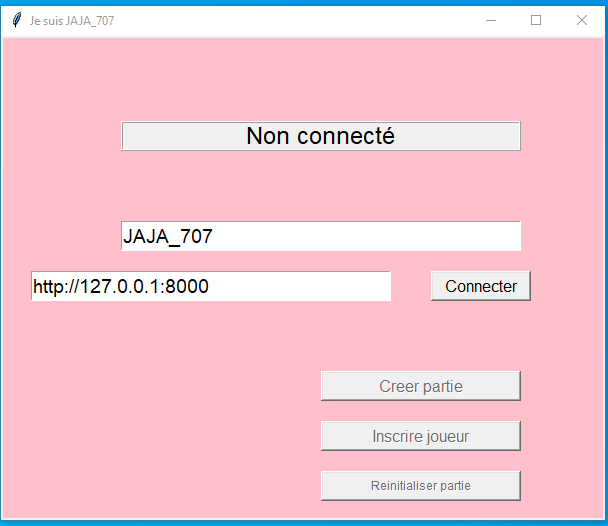 Je suis JAJA_707
Non connecté
JAJA_707
http://127.0.0.1:8000
Connecter
Creer partie
Inscrire joueur
Reinitialiser partie